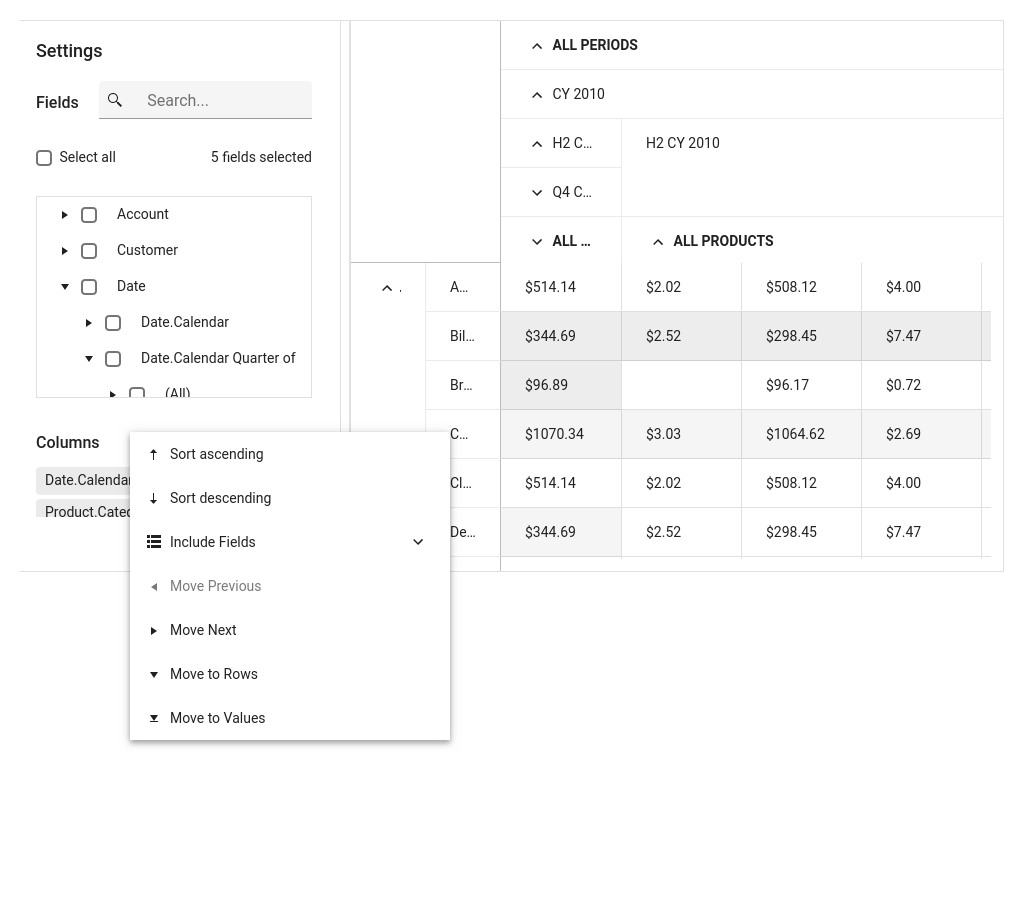 Settings
Fields
Search...
Select all
5 fields selected
Account
Customer
Date
Date.Calendar
Date.Calendar Quarter of
(All)
Columns
Date.Calendar
Product.Categ
Sort ascending
Sort descending
Include Fields
Move Previous
Move Next
Move to Rows
Move to Values
ALL PERIODS
CY 2010
H2 C… H2 CY 2010
Q4 C…
ALL … ALL PRODUCTS
A… $514.14 $2.02 $508.12 $4.00
Bil… $344.69 $2.52 $298.45 $7.47
Br… $96.89 $96.17 $0.72
C… $1070.34 $3.03 $1064.62 $2.69
Cl… $514.14 $2.02 $508.12 $4.00
De… $344.69 $2.52 $298.45 $7.47